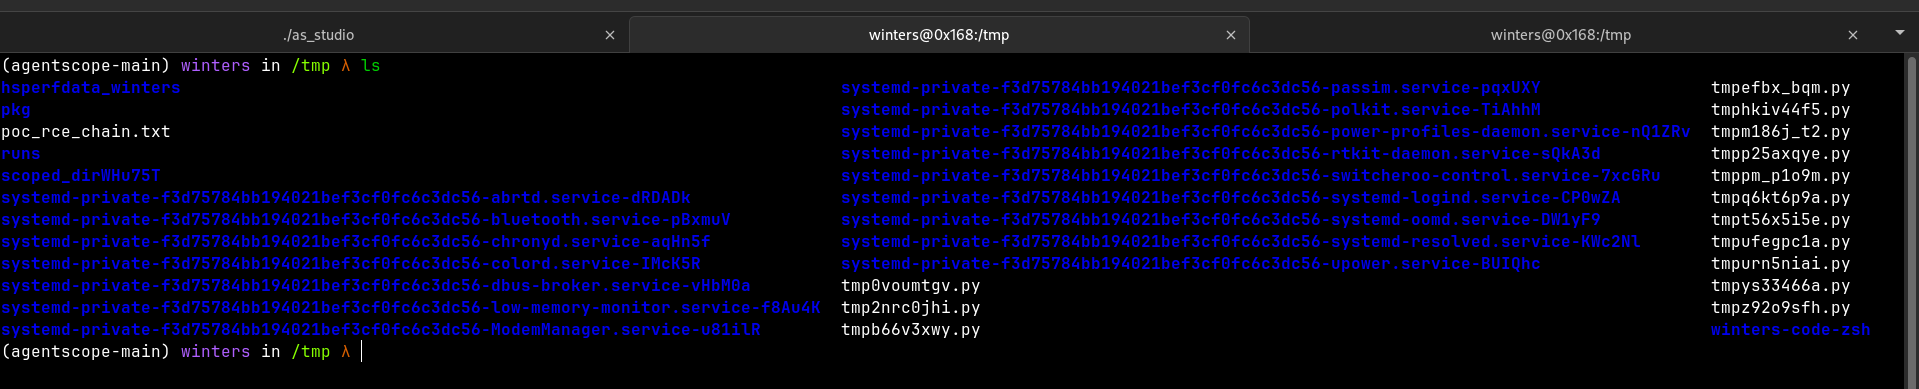 ./as_studio × winters@0x168:/tmp × winters@0x168:/tmp ×
(agentscope-main) winters in /tmp λ ls
hsperfdata_winters systemd-private-f3d75784bb194021bef3cf0fc6c3dc56-passim.service-pqxUXY tmpefbx_bqm.py
pkg systemd-private-f3d75784bb194021bef3cf0fc6c3dc56-polkit.service-TiAhhM tmphkiv44f5.py
poc_rce_chain.txt systemd-private-f3d75784bb194021bef3cf0fc6c3dc56-power-profiles-daemon.service-nQ1ZRv tmpm186j_t2.py
runs systemd-private-f3d75784bb194021bef3cf0fc6c3dc56-rtkit-daemon.service-sQkA3d tmpp25axqye.py
scoped_dirWHu75T systemd-private-f3d75784bb194021bef3cf0fc6c3dc56-switcheroo-control.service-7xcGRu tmppm_p1o9m.py
systemd-private-f3d75784bb194021bef3cf0fc6c3dc56-abrtd.service-dRDADk systemd-private-f3d75784bb194021bef3cf0fc6c3dc56-systemd-logind.service-CPOwZA tmpq6kt6p9a.py
systemd-private-f3d75784bb194021bef3cf0fc6c3dc56-bluetooth.service-pBxmuV systemd-private-f3d75784bb194021bef3cf0fc6c3dc56-systemd-oomd.service-DW1yF9 tmpt56x5i5e.py
systemd-private-f3d75784bb194021bef3cf0fc6c3dc56-chronyd.service-aqHn5f systemd-private-f3d75784bb194021bef3cf0fc6c3dc56-systemd-resolved.service-KWc2Nl tmpufegpc1a.py
systemd-private-f3d75784bb194021bef3cf0fc6c3dc56-colord.service-IMcK5R systemd-private-f3d75784bb194021bef3cf0fc6c3dc56-upower.service-BUIQhc tmpurn5niai.py
systemd-private-f3d75784bb194021bef3cf0fc6c3dc56-dbus-broker.service-vHbM0a tmp0voumtgv.py tmpys33466a.py
systemd-private-f3d75784bb194021bef3cf0fc6c3dc56-low-memory-monitor.service-f8Au4K tmp2nrc0jhi.py tmpz92o9sfh.py
systemd-private-f3d75784bb194021bef3cf0fc6c3dc56-ModemManager.service-u81ilR tmpb66v3xwy.py winters-code-zsh
(agentscope-main) winters in /tmp λ